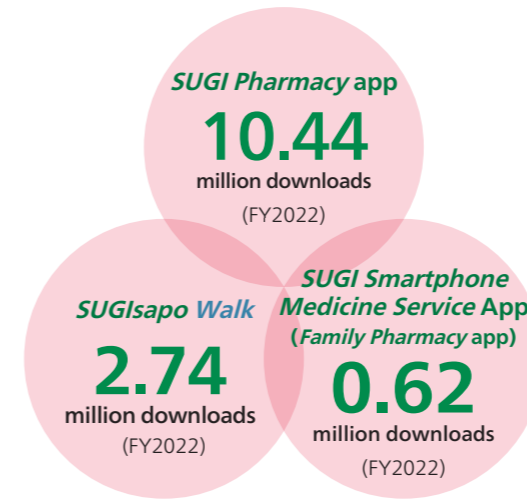 SUGI Pharmacy app
10.44
million downloads
(FY2022)
SUGIsapo Walk
2.74
million downloads
(FY2022)
SUGI Smartphone
Medicine Service App
(Family Pharmacy app)
0.62
million downloads
(FY2022)